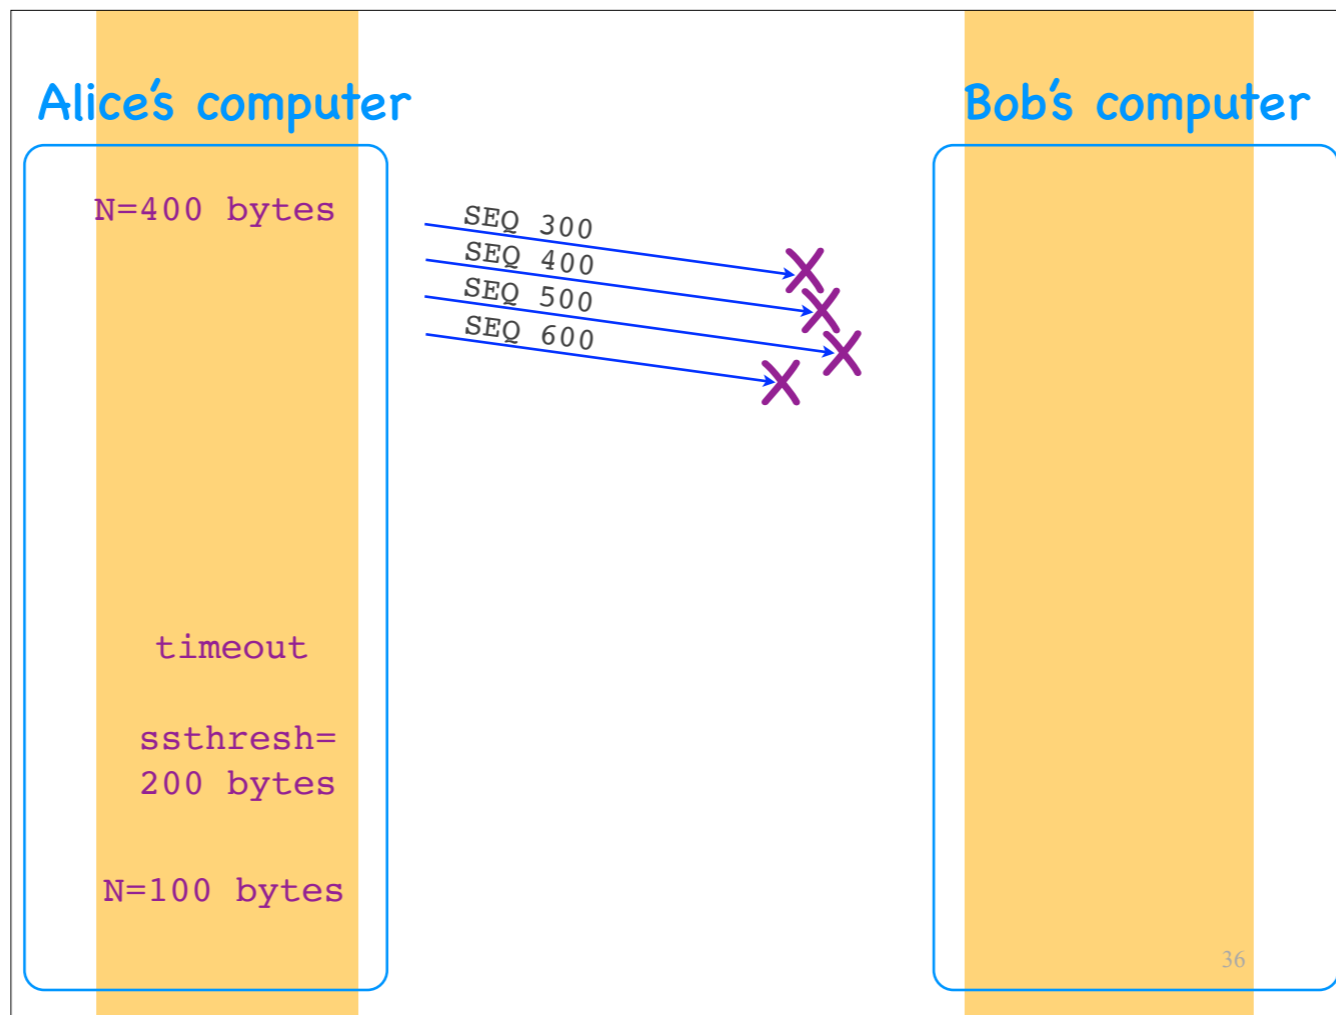 Alice's computer
Bob's computer
N=400 bytes
SEQ 300
SEQ 400
SEQ 500
SEQ 600
timeout
ssthresh=
200 bytes
N=100 bytes
36